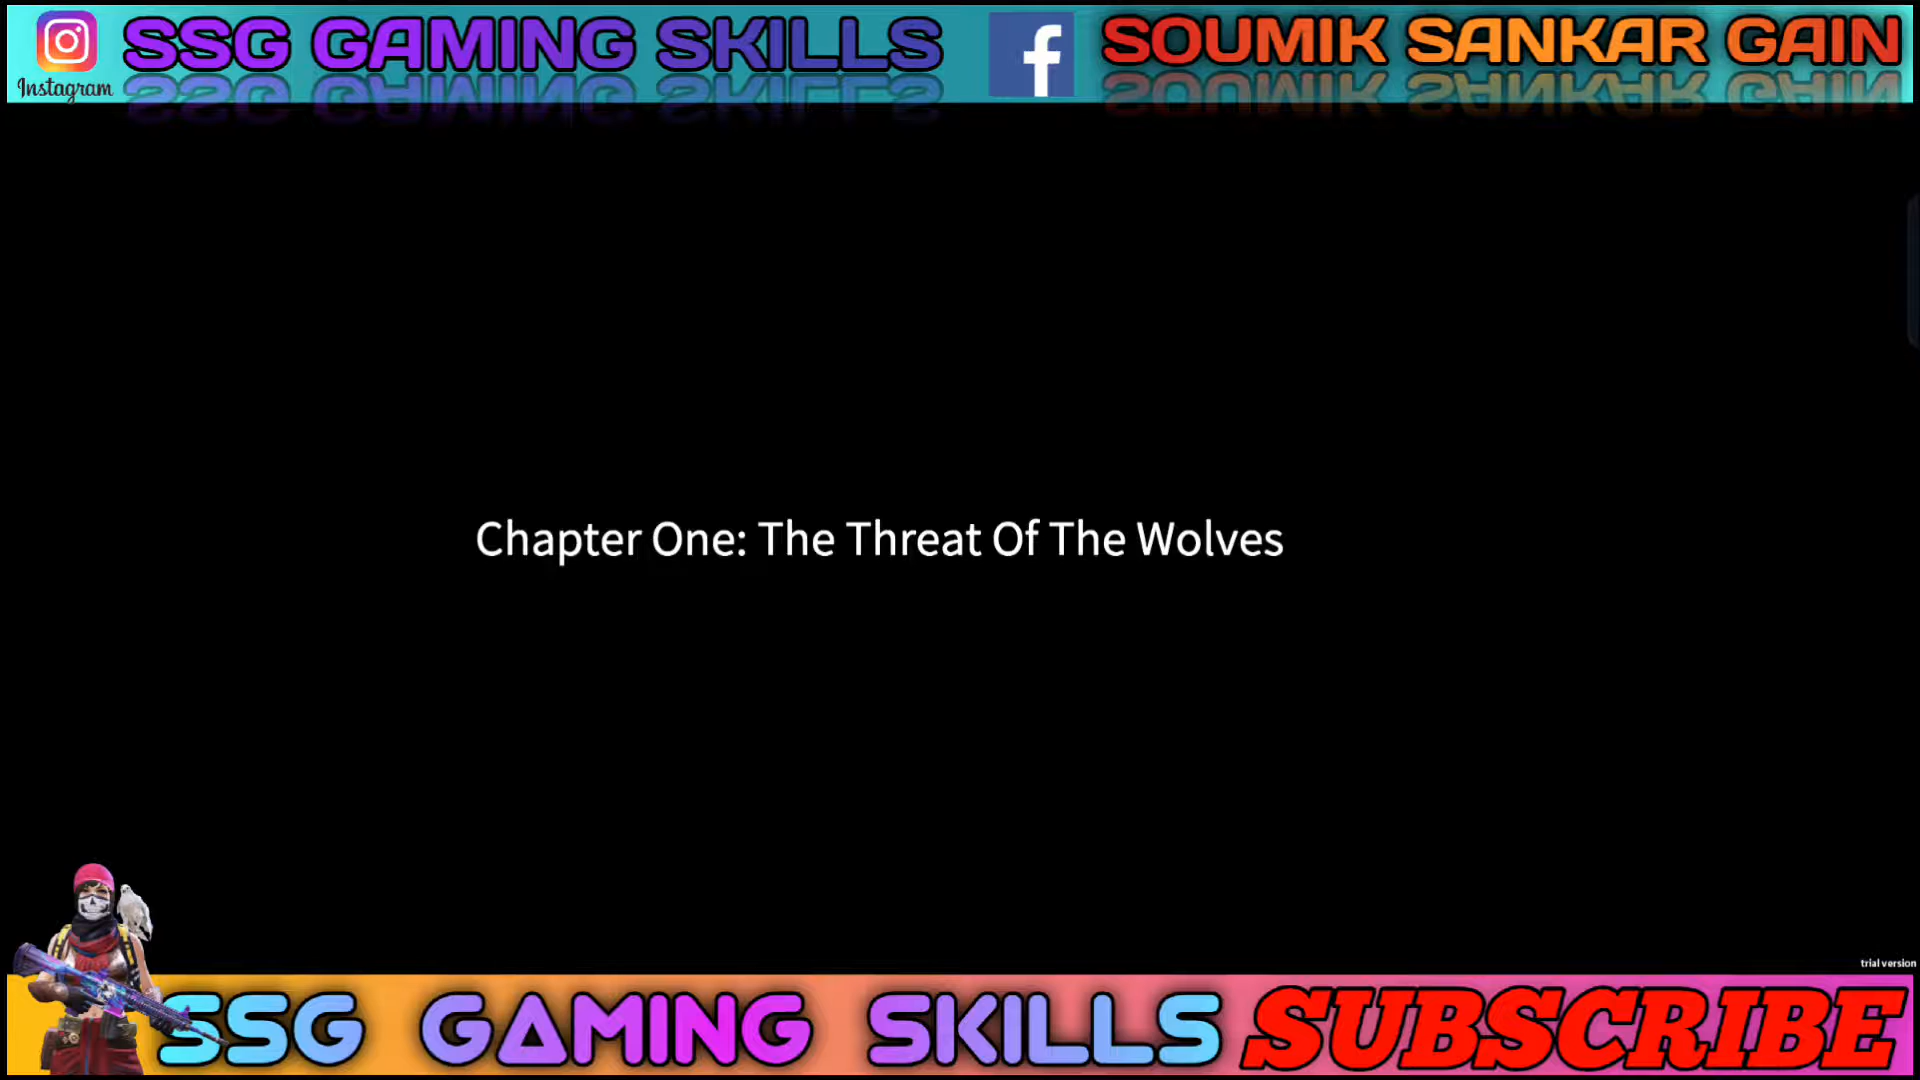 Instagram SSG GAMING SKILLS f SOUMIK SANKAR GAIN
Chapter One: The Threat Of The Wolves
trial version
SSG GAMING SKILLS SUBSCRIBE